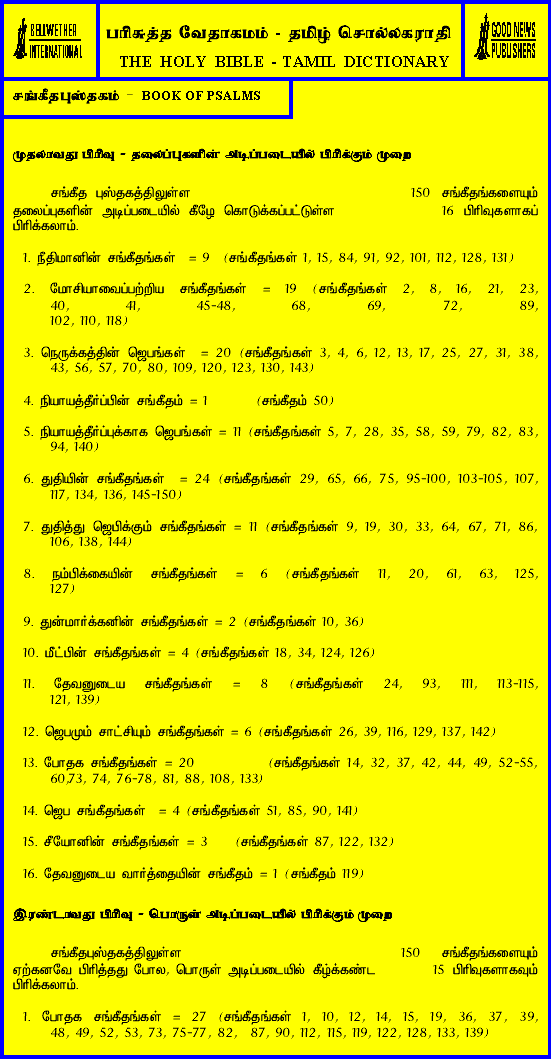 BELLWETHER
INTERNATIONAL
பரிசுத்த வேதாகமம் - தமிழ் சொல்லகராதி
THE HOLY BIBLE - TAMIL DICTIONARY
GOOD NEWS
PUBLISHERS
சங்கீதபுஸ்தகம் - BOOK OF PSALMS
முதலாவது பிரிவு - தலைப்புகளின் அடிப்படையில் பிரிக்கும் முறை
சங்கீத புஸ்தகத்திலுள்ள 150 சங்கீதங்களையும்
தலைப்புகளின் அடிப்படையில் கீழே கொடுக்கப்பட்டுள்ள 16 பிரிவுகளாகப்
பிரிக்கலாம்.
1. நீதிமானின் சங்கீதங்கள் = 9 (சங்கீதங்கள் 1, 15, 84, 91, 92, 101, 112, 128, 131)
2. மேசியாவைப்பற்றிய சங்கீதங்கள் = 19 (சங்கீதங்கள் 2, 8, 16, 21, 23,
40, 41, 45-48, 68, 69, 72, 89,
102, 110, 118)
3. நெருக்கத்தின் ஜெபங்கள் = 20 (சங்கீதங்கள் 3, 4, 6, 12, 13, 17, 25, 27, 31, 38,
43, 56, 57, 70, 80, 109, 120, 123, 130, 143)
4. நியாயத்தீர்ப்பின் சங்கீதம் = 1 (சங்கீதம் 50)
5. நியாயத்தீர்ப்புக்காக ஜெபங்கள் = 11 (சங்கீதங்கள் 5, 7, 28, 35, 58, 59, 79, 82, 83,
94, 140)
6. துதியின் சங்கீதங்கள் = 24 (சங்கீதங்கள் 29, 65, 66, 75, 95-100, 103-105, 107,
117, 134, 136, 145-150)
7. துதித்து ஜெபிக்கும் சங்கீதங்கள் = 11 (சங்கீதங்கள் 9, 19, 30, 33, 64, 67, 71, 86,
106, 138, 144)
8. நம்பிக்கையின் சங்கீதங்கள் = 6 (சங்கீதங்கள் 11, 20, 61, 63, 125,
127)
9. துன்மார்க்கனின் சங்கீதங்கள் = 2 (சங்கீதங்கள் 10, 36)
10. மீட்பின் சங்கீதங்கள் = 4 (சங்கீதங்கள் 18, 34, 124, 126)
11. தேவனுடைய சங்கீதங்கள் = 8 (சங்கீதங்கள் 24, 93, 111, 113-115,
121, 139)
12. ஜெபமும் சாட்சியும் சங்கீதங்கள் = 6 (சங்கீதங்கள் 26, 39, 116, 129, 137, 142)
13. போதக சங்கீதங்கள் = 20 (சங்கீதங்கள் 14, 32, 37, 42, 44, 49, 52-55,
60,73, 74, 76-78, 81, 88, 108, 133)
14. ஜெப சங்கீதங்கள் = 4 (சங்கீதங்கள் 51, 85, 90, 141)
15. சீயோனின் சங்கீதங்கள் = 3 (சங்கீதங்கள் 87, 122, 132)
16. தேவனுடைய வார்த்தையின் சங்கீதம் = 1 (சங்கீதம் 119)
இரண்டாவது பிரிவு - பொருள் அடிப்படையில் பிரிக்கும் முறை
சங்கீதபுஸ்தகத்திலுள்ள 150 சங்கீதங்களையும்
ஏற்கனவே பிரித்தது போல, பொருள் அடிப்படையில் கீழ்க்கண்ட 15 பிரிவுகளாகவும்
பிரிக்கலாம்.
1. போதக சங்கீதங்கள் = 27 (சங்கீதங்கள் 1, 10, 12, 14, 15, 19, 36, 37, 39,
48, 49, 52, 53, 73, 75-77, 82, 87, 90, 112, 115, 119, 122, 128, 133, 139)